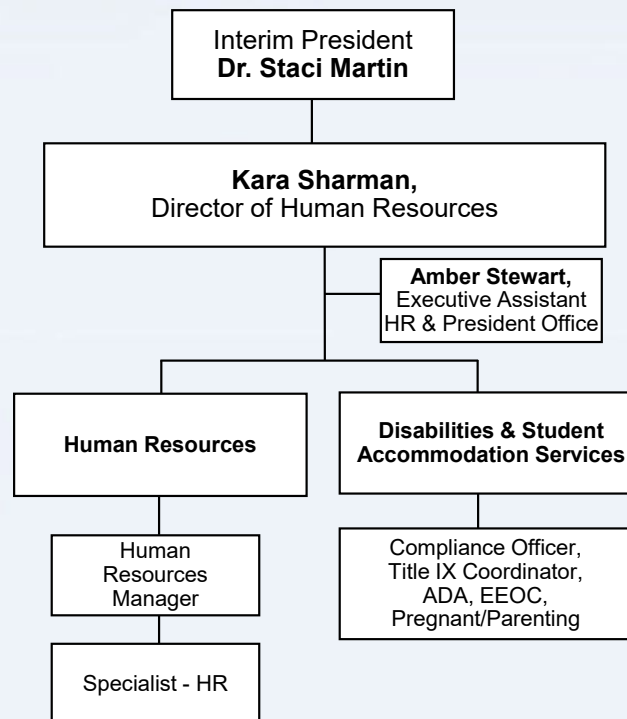 Interim President
Dr. Staci Martin
Kara Sharman,
Director of Human Resources
Amber Stewart,
Executive Assistant
HR & President Office
Human Resources
Disabilities & Student
Accommodation Services
Human
Resources
Manager
Compliance Officer,
Title IX Coordinator,
ADA, EEOC,
Pregnant/Parenting
Specialist - HR